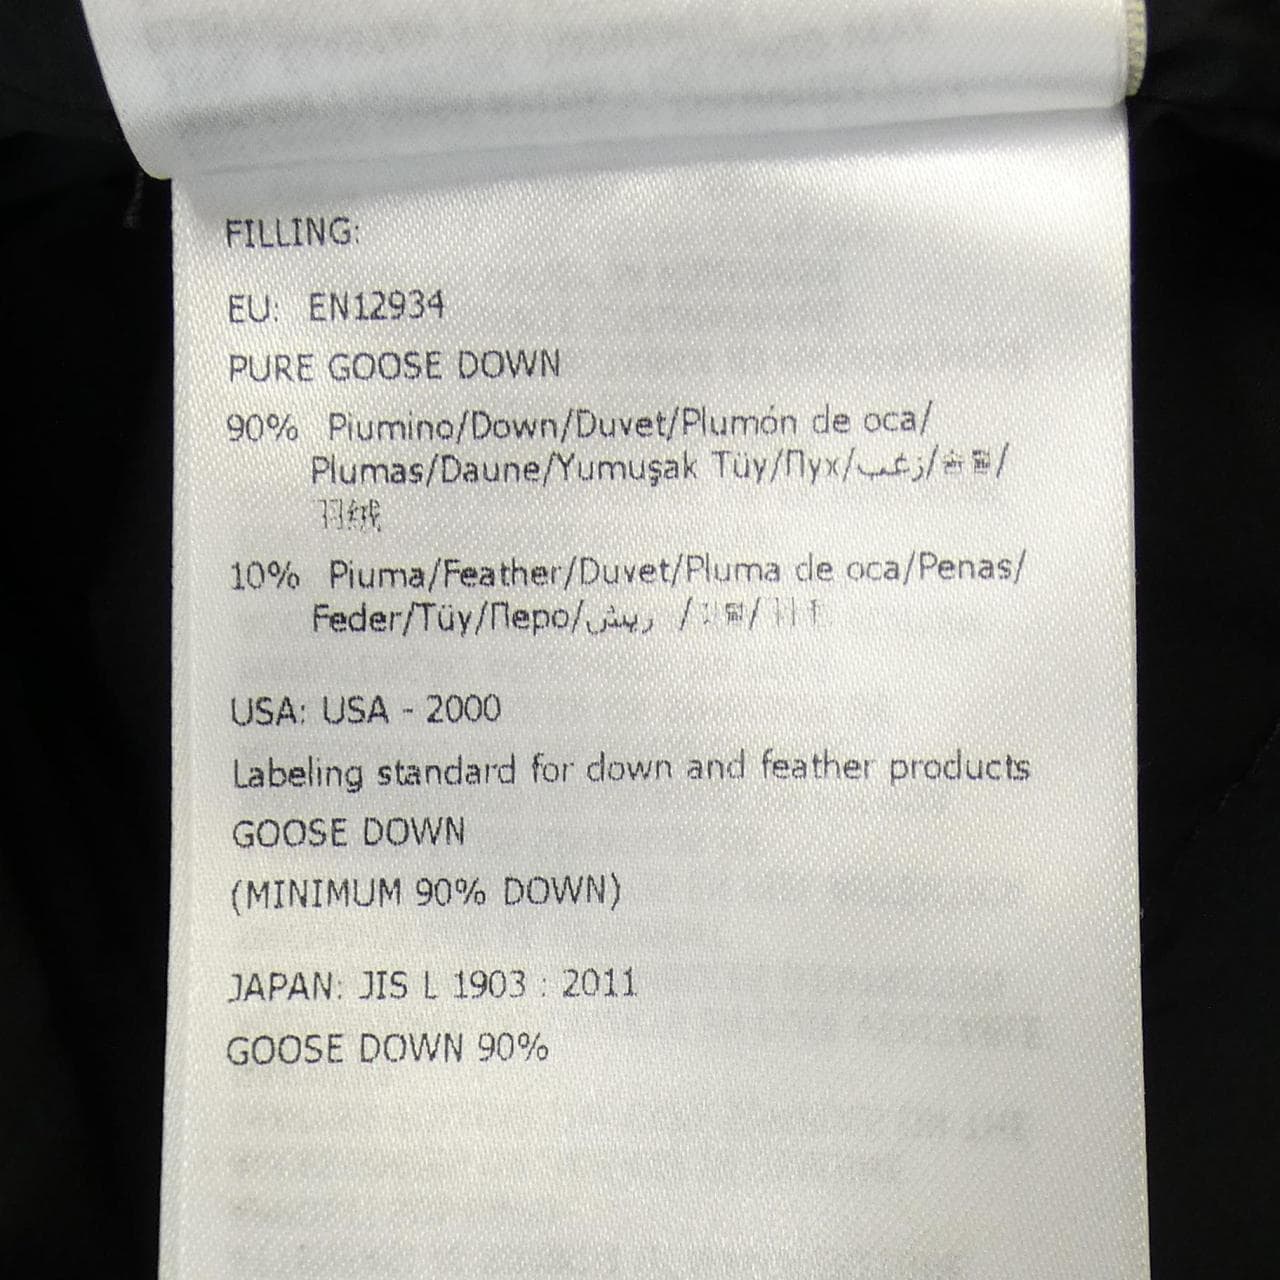 FILLING:
EU: EN12934
PURE GOOSE DOWN
90% Piumino/Down/Duvet/Plumón de oca/
Plumas/Daune/Yumuşak Tüy/Пух/زغب/
羽绒
10% Piuma/Feather/Duvet/Pluma de oca/Penas/
Feder/Tüy/Перо/ريش /
USA: USA - 2000
Labeling standard for down and feather products
GOOSE DOWN
(MINIMUM 90% DOWN)
JAPAN: JIS L 1903 : 2011
GOOSE DOWN 90%